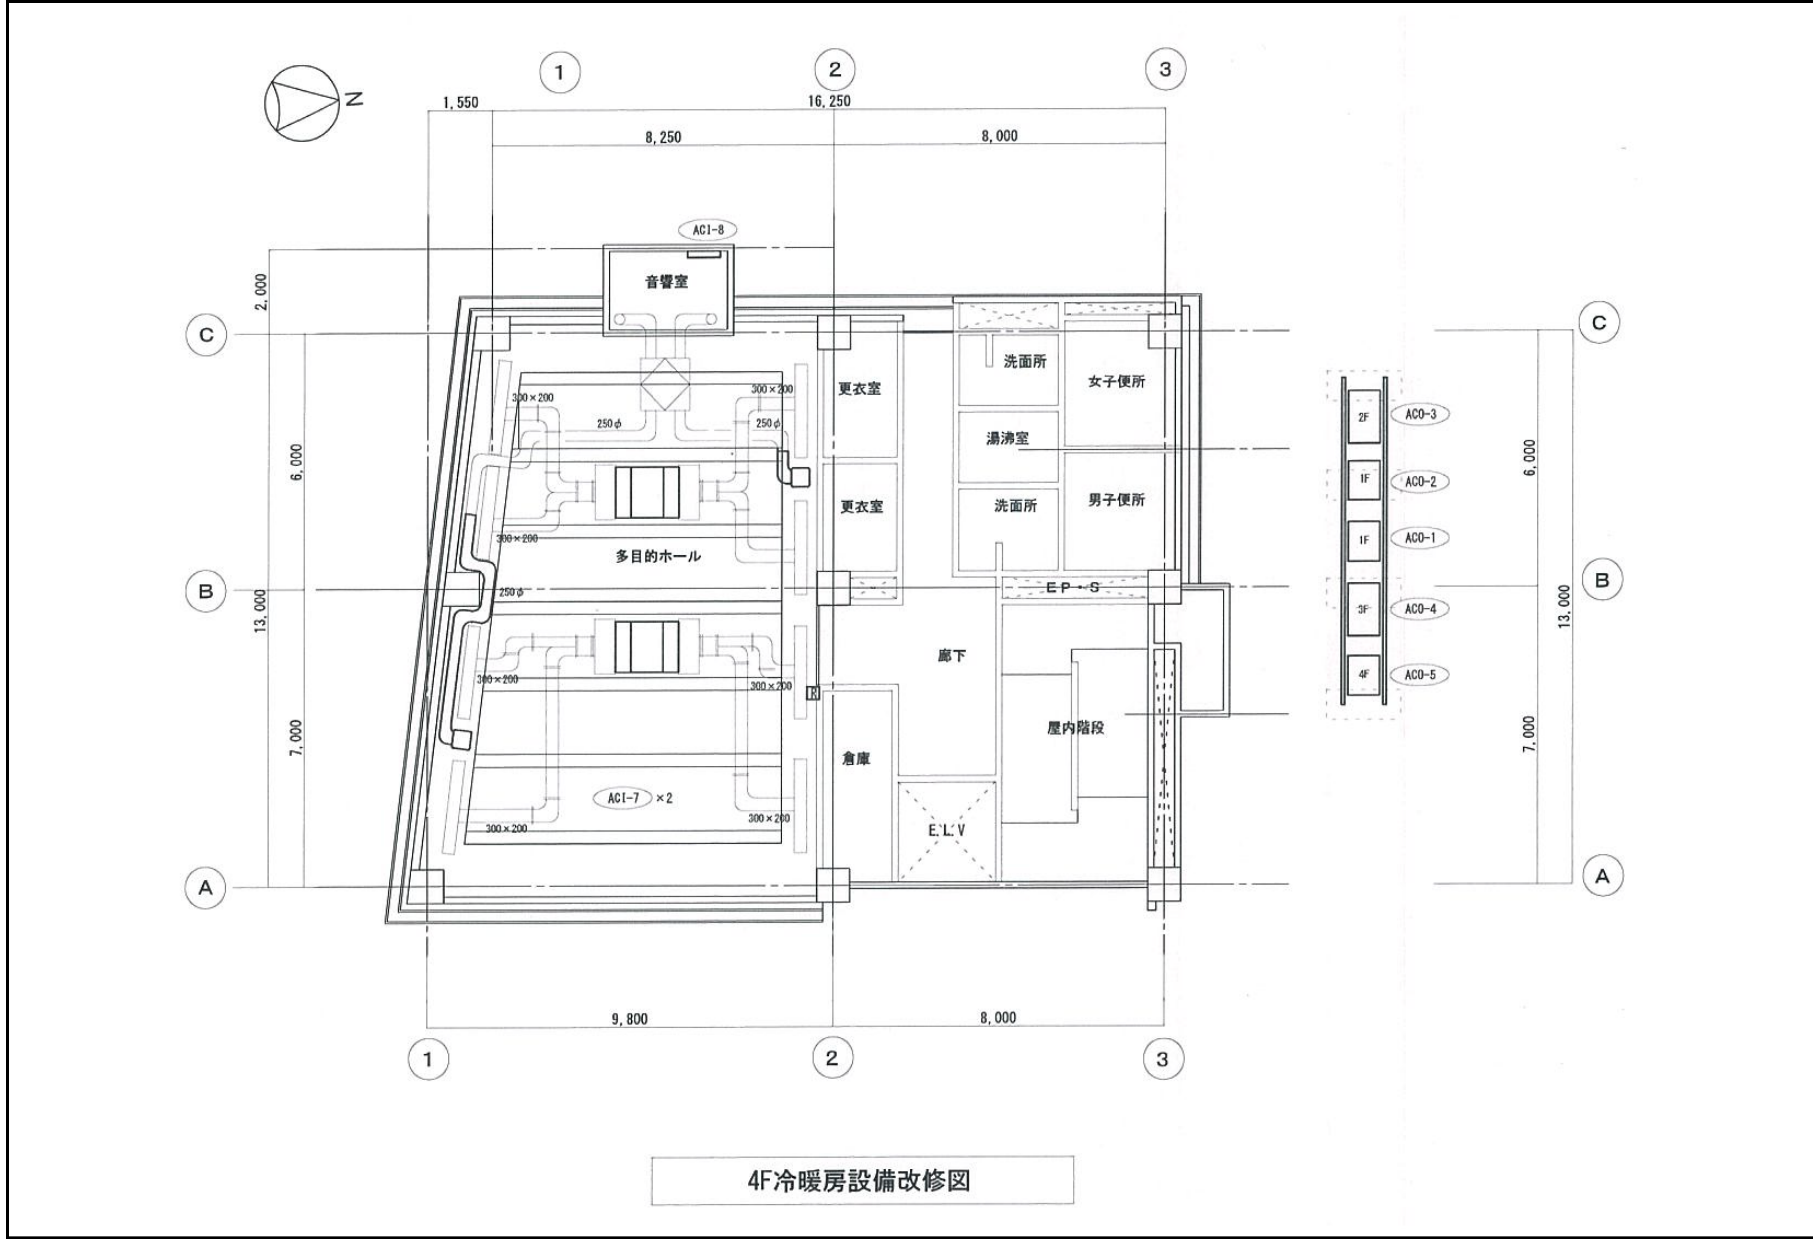 1
2
3
N
1,550
16,250
8,250
8,000
ACI-8
音響室
2,000
C
C
洗面所
女子便所
更衣室
300×200
300×200
250φ
250φ
2F
ACO-3
湯沸室
6,000
6,000
1F
ACO-2
更衣室
洗面所
男子便所
300×200
多目的ホール
1F
ACO-1
B
250φ
EP・S
B
13,000
13,000
3F
ACO-4
廊下
300×200
300×200
R
4F
ACO-5
7,000
屋内階段
7,000
倉庫
ACI-7 ×2
300×200
300×200
E.L.V
A
A
9,800
8,000
1
2
3
4F冷暖房設備改修図